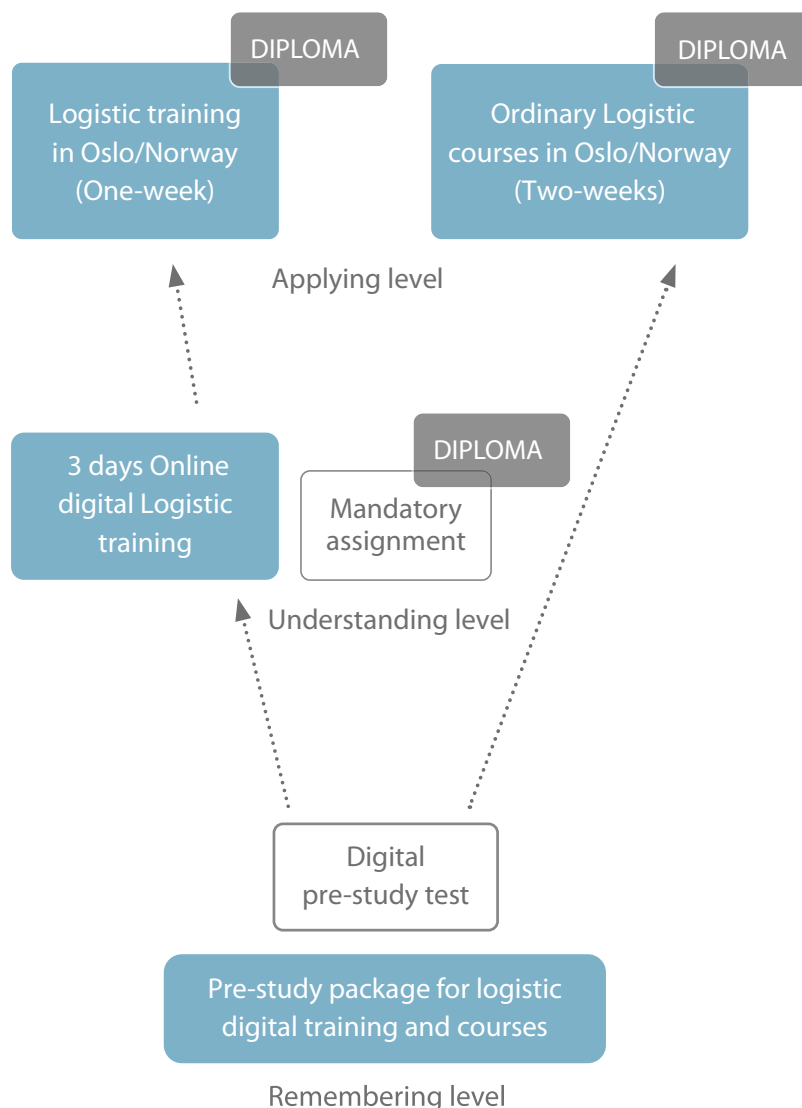 DIPLOMA
Logistic training
in Oslo/Norway
(One-week)
DIPLOMA
Ordinary Logistic
courses in Oslo/Norway
(Two-weeks)
Applying level
3 days Online
digital Logistic
training
DIPLOMA
Mandatory
assignment
Understanding level
Digital
pre-study test
Pre-study package for logistic
digital training and courses
Remembering level